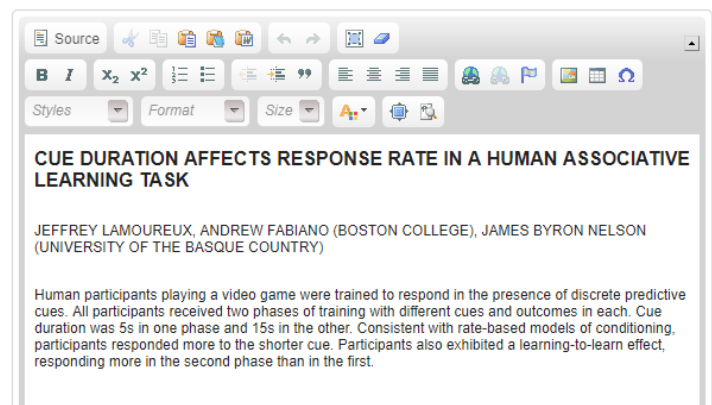 Source
B I X₂ X²
Styles Format Size A
CUE DURATION AFFECTS RESPONSE RATE IN A HUMAN ASSOCIATIVE
LEARNING TASK
JEFFREY LAMOUREUX, ANDREW FABIANO (BOSTON COLLEGE), JAMES BYRON NELSON
(UNIVERSITY OF THE BASQUE COUNTRY)
Human participants playing a video game were trained to respond in the presence of discrete predictive
cues. All participants received two phases of training with different cues and outcomes in each. Cue
duration was 5s in one phase and 15s in the other. Consistent with rate-based models of conditioning,
participants responded more to the shorter cue. Participants also exhibited a learning-to-learn effect,
responding more in the second phase than in the first.